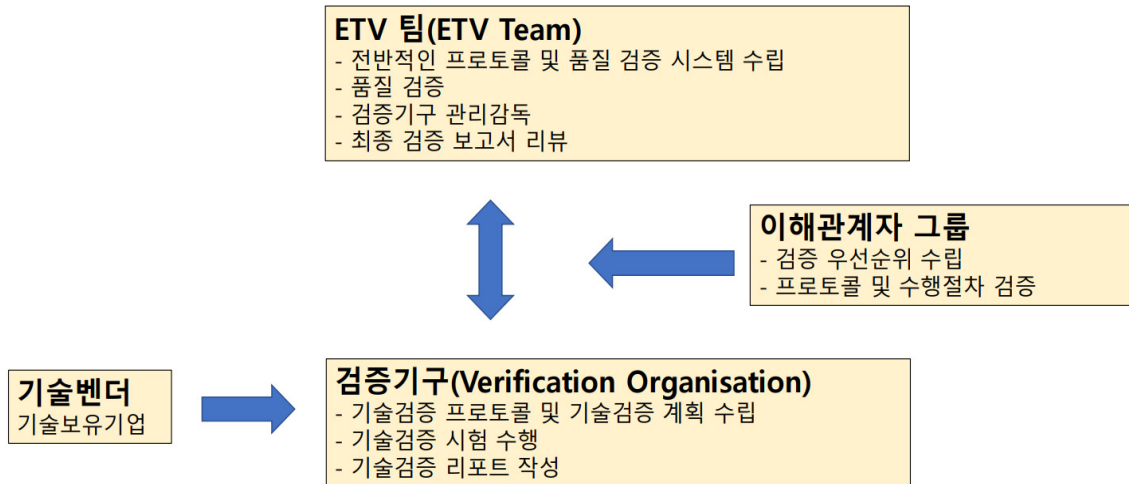 ETV 팀(ETV Team)
- 전반적인 프로토콜 및 품질 검증 시스템 수립
- 품질 검증
- 검증기구 관리감독
- 최종 검증 보고서 리뷰
이해관계자 그룹
- 검증 우선순위 수립
- 프로토콜 및 수행절차 검증
기술벤더
기술보유기업
검증기구(Verification Organisation)
- 기술검증 프로토콜 및 기술검증 계획 수립
- 기술검증 시험 수행
- 기술검증 리포트 작성